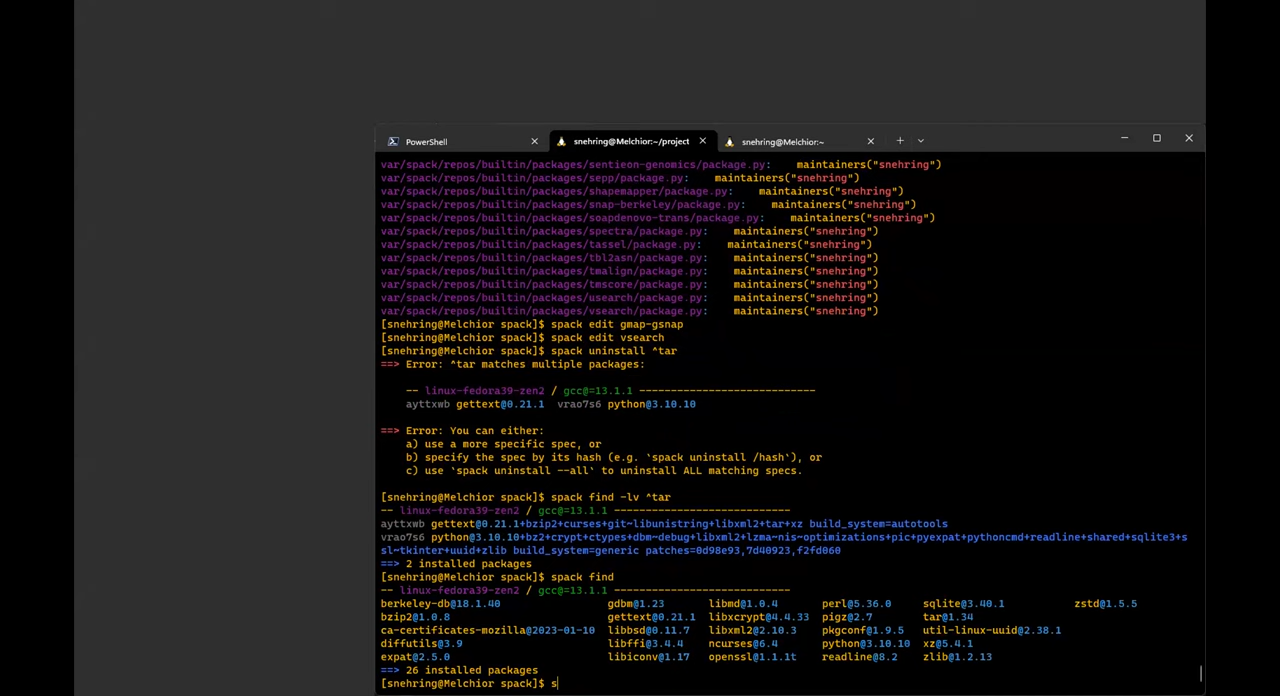 PowerShell
snehring@Melchior:~/project
snehring@Melchior:~
var/spack/repos/builtin/packages/sentieon-genomics/package.py:    maintainers("snehring")
var/spack/repos/builtin/packages/sepp/package.py:    maintainers("snehring")
var/spack/repos/builtin/packages/shapemapper/package.py:    maintainers("snehring")
var/spack/repos/builtin/packages/snap-berkeley/package.py:    maintainers("snehring")
var/spack/repos/builtin/packages/soapdenovo-trans/package.py:    maintainers("snehring")
var/spack/repos/builtin/packages/spectra/package.py:    maintainers("snehring")
var/spack/repos/builtin/packages/tassel/package.py:    maintainers("snehring")
var/spack/repos/builtin/packages/tbl2asn/package.py:    maintainers("snehring")
var/spack/repos/builtin/packages/tmalign/package.py:    maintainers("snehring")
var/spack/repos/builtin/packages/tmscore/package.py:    maintainers("snehring")
var/spack/repos/builtin/packages/usearch/package.py:    maintainers("snehring")
var/spack/repos/builtin/packages/vsearch/package.py:    maintainers("snehring")
[snehring@Melchior spack]$ spack edit gmap-gsnap
[snehring@Melchior spack]$ spack edit vsearch
[snehring@Melchior spack]$ spack uninstall ^tar
==> Error: ^tar matches multiple packages:
-- linux-fedora39-zen2 / gcc@=13.1.1 ----------------------------
ayttxwb gettext@0.21.1  vrao7s6 python@3.10.10
==> Error: You can either:
a) use a more specific spec, or
b) specify the spec by its hash (e.g. `spack uninstall /hash`), or
c) use `spack uninstall --all` to uninstall ALL matching specs.
[snehring@Melchior spack]$ spack find -lv ^tar
-- linux-fedora39-zen2 / gcc@=13.1.1 ----------------------------
ayttxwb gettext@0.21.1+bzip2+curses+git~libunistring+libxml2+tar+xz build_system=autotools
vrao7s6 python@3.10.10+bz2+crypt+ctypes+dbm~debug+libxml2+lzma~nis~optimizations+pic+pyexpat+pythoncmd+readline+shared+sqlite3+s
sl~tkinter+uuid+zlib build_system=generic patches=0d98e93,7d40923,f2fd060
==> 2 installed packages
[snehring@Melchior spack]$ spack find
-- linux-fedora39-zen2 / gcc@=13.1.1 ----------------------------
berkeley-db@18.1.40  gdbm@1.23  libmd@1.0.4  perl@5.36.0  sqlite@3.40.1  zstd@1.5.5
bzip2@1.0.8  gettext@0.21.1  libxcrypt@4.4.33  pigz@2.7  tar@1.34
ca-certificates-mozilla@2023-01-10  libbsd@0.11.7  libxml2@2.10.3  pkgconf@1.9.5  util-linux-uuid@2.38.1
diffutils@3.9  libffi@3.4.4  ncurses@6.4  python@3.10.10  xz@5.4.1
expat@2.5.0  libiconv@1.17  openssl@1.1.1t  readline@8.2  zlib@1.2.13
==> 26 installed packages
[snehring@Melchior spack]$ s